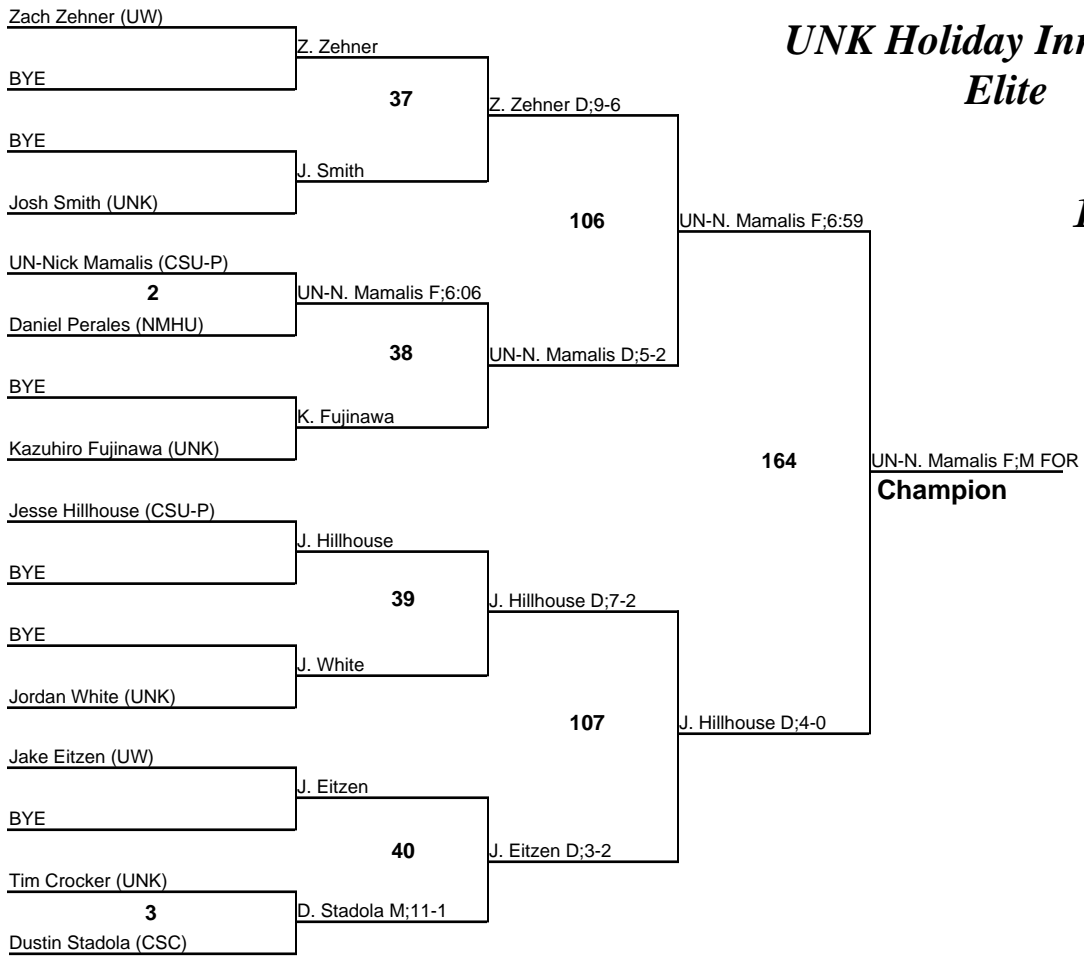 Zach Zehner (UW)
BYE
BYE
Josh Smith (UNK)
UN-Nick Mamalis (CSU-P)
2
Daniel Perales (NMHU)
BYE
Kazuhiro Fujinawa (UNK)
Jesse Hillhouse (CSU-P)
BYE
BYE
Jordan White (UNK)
Jake Eitzen (UW)
BYE
Tim Crocker (UNK)
3
Dustin Stadola (CSC)
Z. Zehner
37
J. Smith
UN-N. Mamalis F;6:06
38
K. Fujinawa
J. Hillhouse
39
J. White
J. Eitzen
40
D. Stadola M;11-1
Z. Zehner D;9-6
106
UN-N. Mamalis D;5-2
J. Hillhouse D;7-2
107
J. Eitzen D;3-2
UN-N. Mamalis F;6:59
164
J. Hillhouse D;4-0
UN-N. Mamalis F;M FOR
Champion
UNK Holiday Inn
Elite